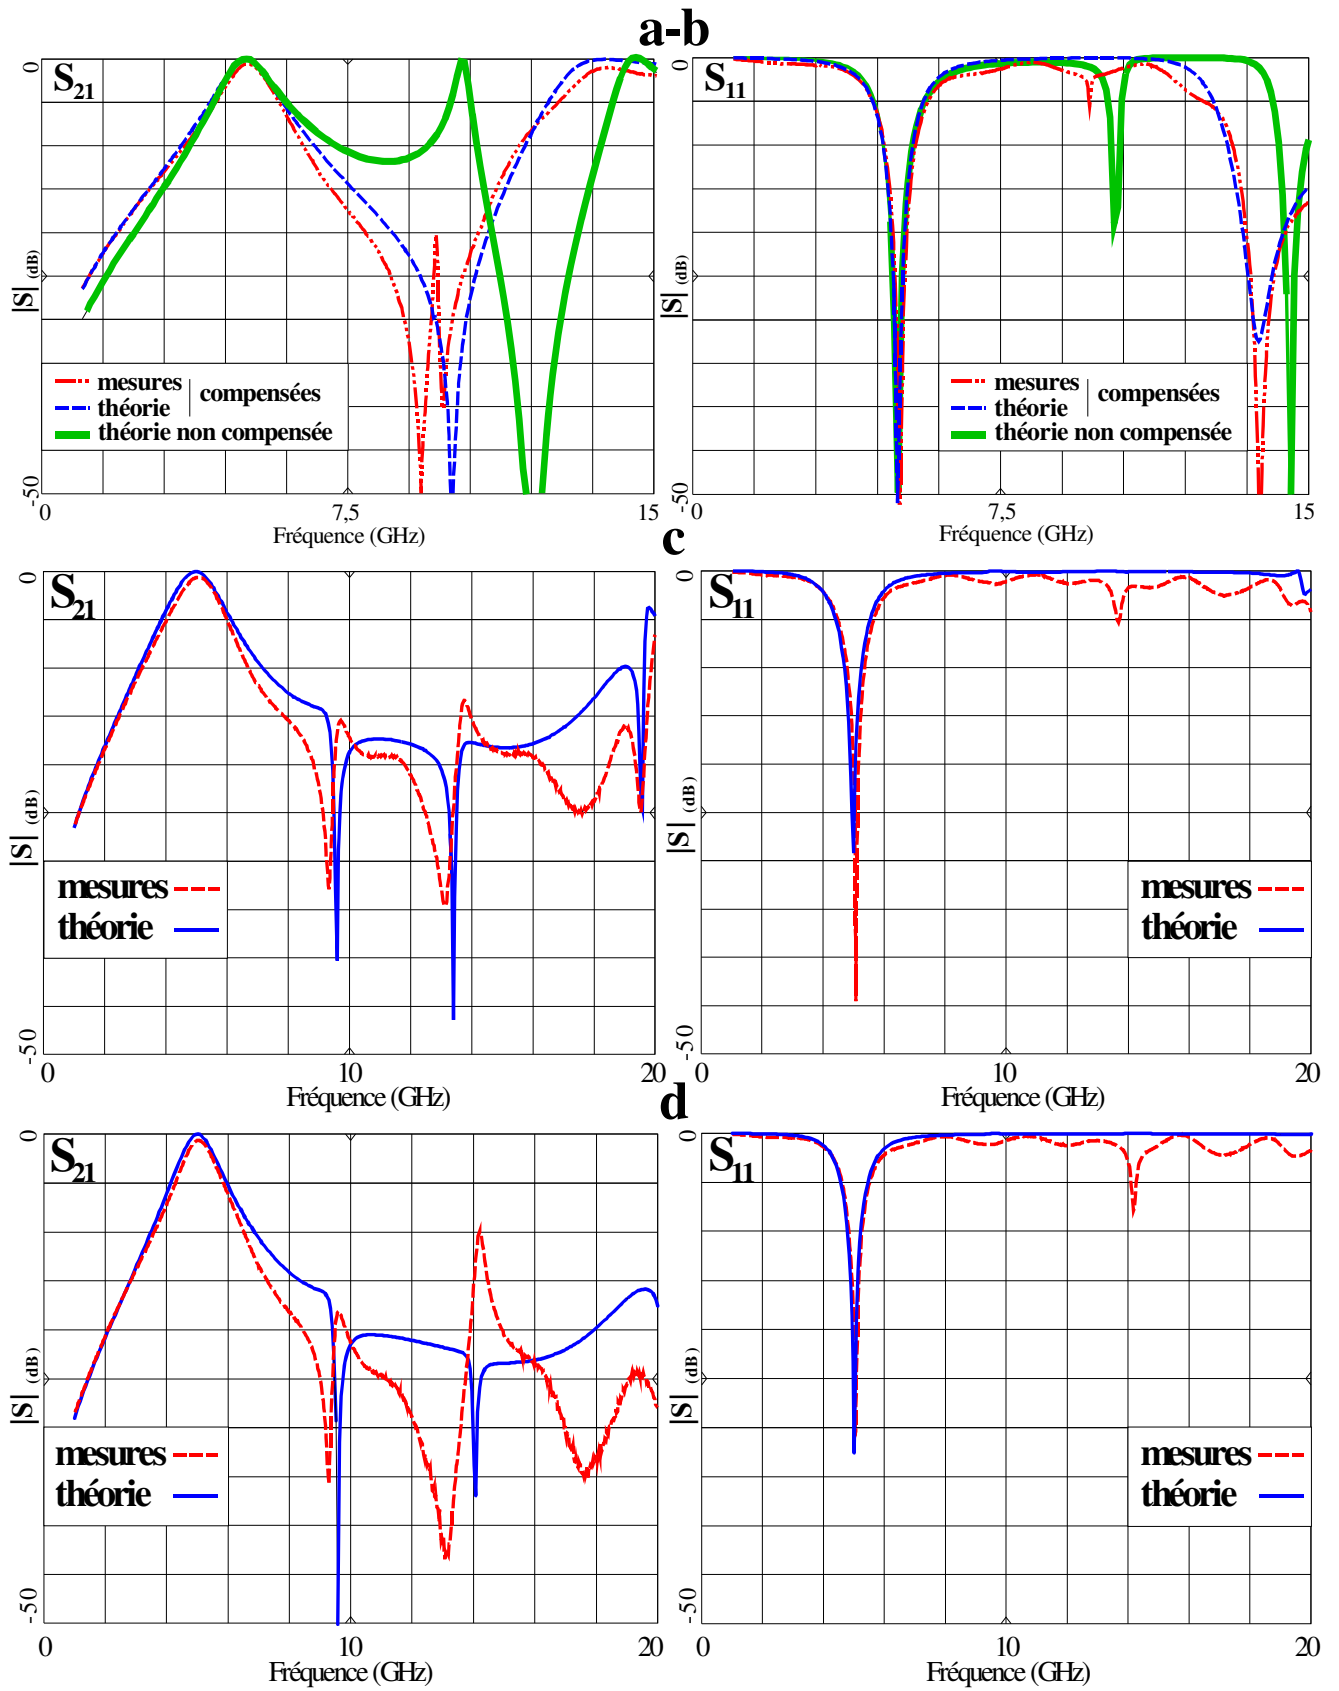 a-b
S21
0
-50
|S| (dB)
mesures
théorie
compensées
théorie non compensée
0
7,5
15
Fréquence (GHz)
S11
0
-50
|S| (dB)
mesures
théorie
compensées
théorie non compensée
0
7,5
15
Fréquence (GHz)
c
S21
0
-50
|S| (dB)
mesures
théorie
0
10
20
Fréquence (GHz)
S11
0
-50
|S| (dB)
mesures
théorie
0
10
20
Fréquence (GHz)
d
S21
0
-50
|S| (dB)
mesures
théorie
0
10
20
Fréquence (GHz)
S11
0
-50
|S| (dB)
mesures
théorie
0
10
20
Fréquence (GHz)